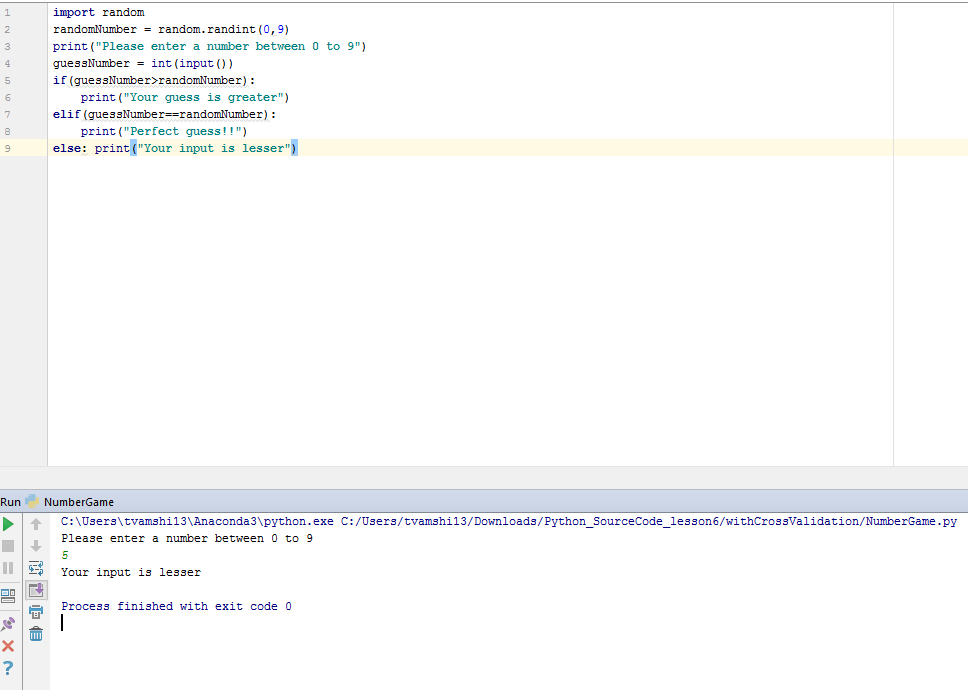 1 import random
2 randomNumber = random.randint(0,9)
3 print("Please enter a number between 0 to 9")
4 guessNumber = int(input())
5 if(guessNumber>randomNumber):
6     print("Your guess is greater")
7 elif(guessNumber==randomNumber):
8     print("Perfect guess!!")
9 else: print("Your input is lesser")
Run NumberGame
C:\Users\tvamshi13\Anaconda3\python.exe C:/Users/tvamshi13/Downloads/Python_SourceCode_lesson6/withCrossValidation/NumberGame.py
Please enter a number between 0 to 9
5
Your input is lesser
Process finished with exit code 0